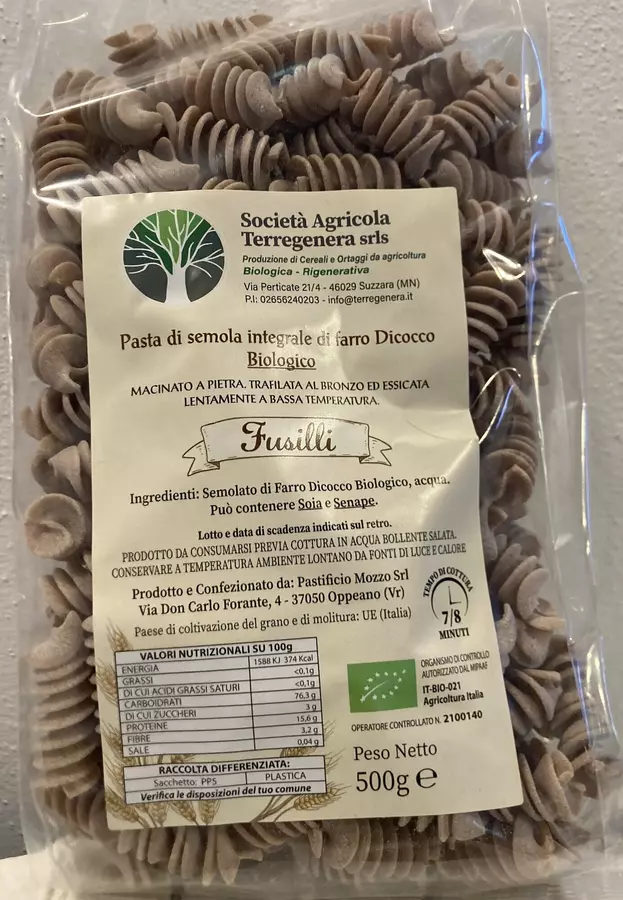 Società Agricola
Terregenera srls
Produzione di Cereali e Ortaggi da agricoltura
Biologica - Rigenerativa
Via Perticate 21/4 - 46029 Suzzara (MN)
P.I: 02656240203 - info@terregenera.it
Pasta di semola integrale di farro Dicocco
Biologico
MACINATO A PIETRA. TRAFILATA AL BRONZO ED ESSICATA
LENTAMENTE A BASSA TEMPERATURA.
Fusilli
Ingredienti: Semolato di Farro Dicocco Biologico, acqua.
Può contenere Soia e Senape.
Lotto e data di scadenza indicati sul retro.
PRODOTTO DA CONSUMARSI PREVIA COTTURA IN ACQUA BOLLENTE SALATA.
CONSERVARE A TEMPERATURA AMBIENTE LONTANO DA FONTI DI LUCE E CALORE
Prodotto e Confezionato da: Pastificio Mozzo Srl
Via Don Carlo Forante, 4 - 37050 Oppeano (Vr)
Paese di coltivazione del grano e di molitura: UE (Italia)
TEMPO DI COTTURA
7/8
MINUTI
VALORI NUTRIZIONALI SU 100g
ENERGIA 1588 KJ 374 Kcal
GRASSI <0,1g
DI CUI ACIDI GRASSI SATURI <0,1g
CARBOIDRATI 76,3 g
DI CUI ZUCCHERI 3 g
PROTEINE 15,6 g
FIBRE 3,2 g
SALE 0,04 g
RACCOLTA DIFFERENZIATA:
Sacchetto: PP5 PLASTICA
Verifica le disposizioni del tuo comune
ORGANISMO DI CONTROLLO
AUTORIZZATO DAL MIPAAF
IT-BIO-021
Agricoltura Italia
OPERATORE CONTROLLATO N. 2100140
Peso Netto
500g e